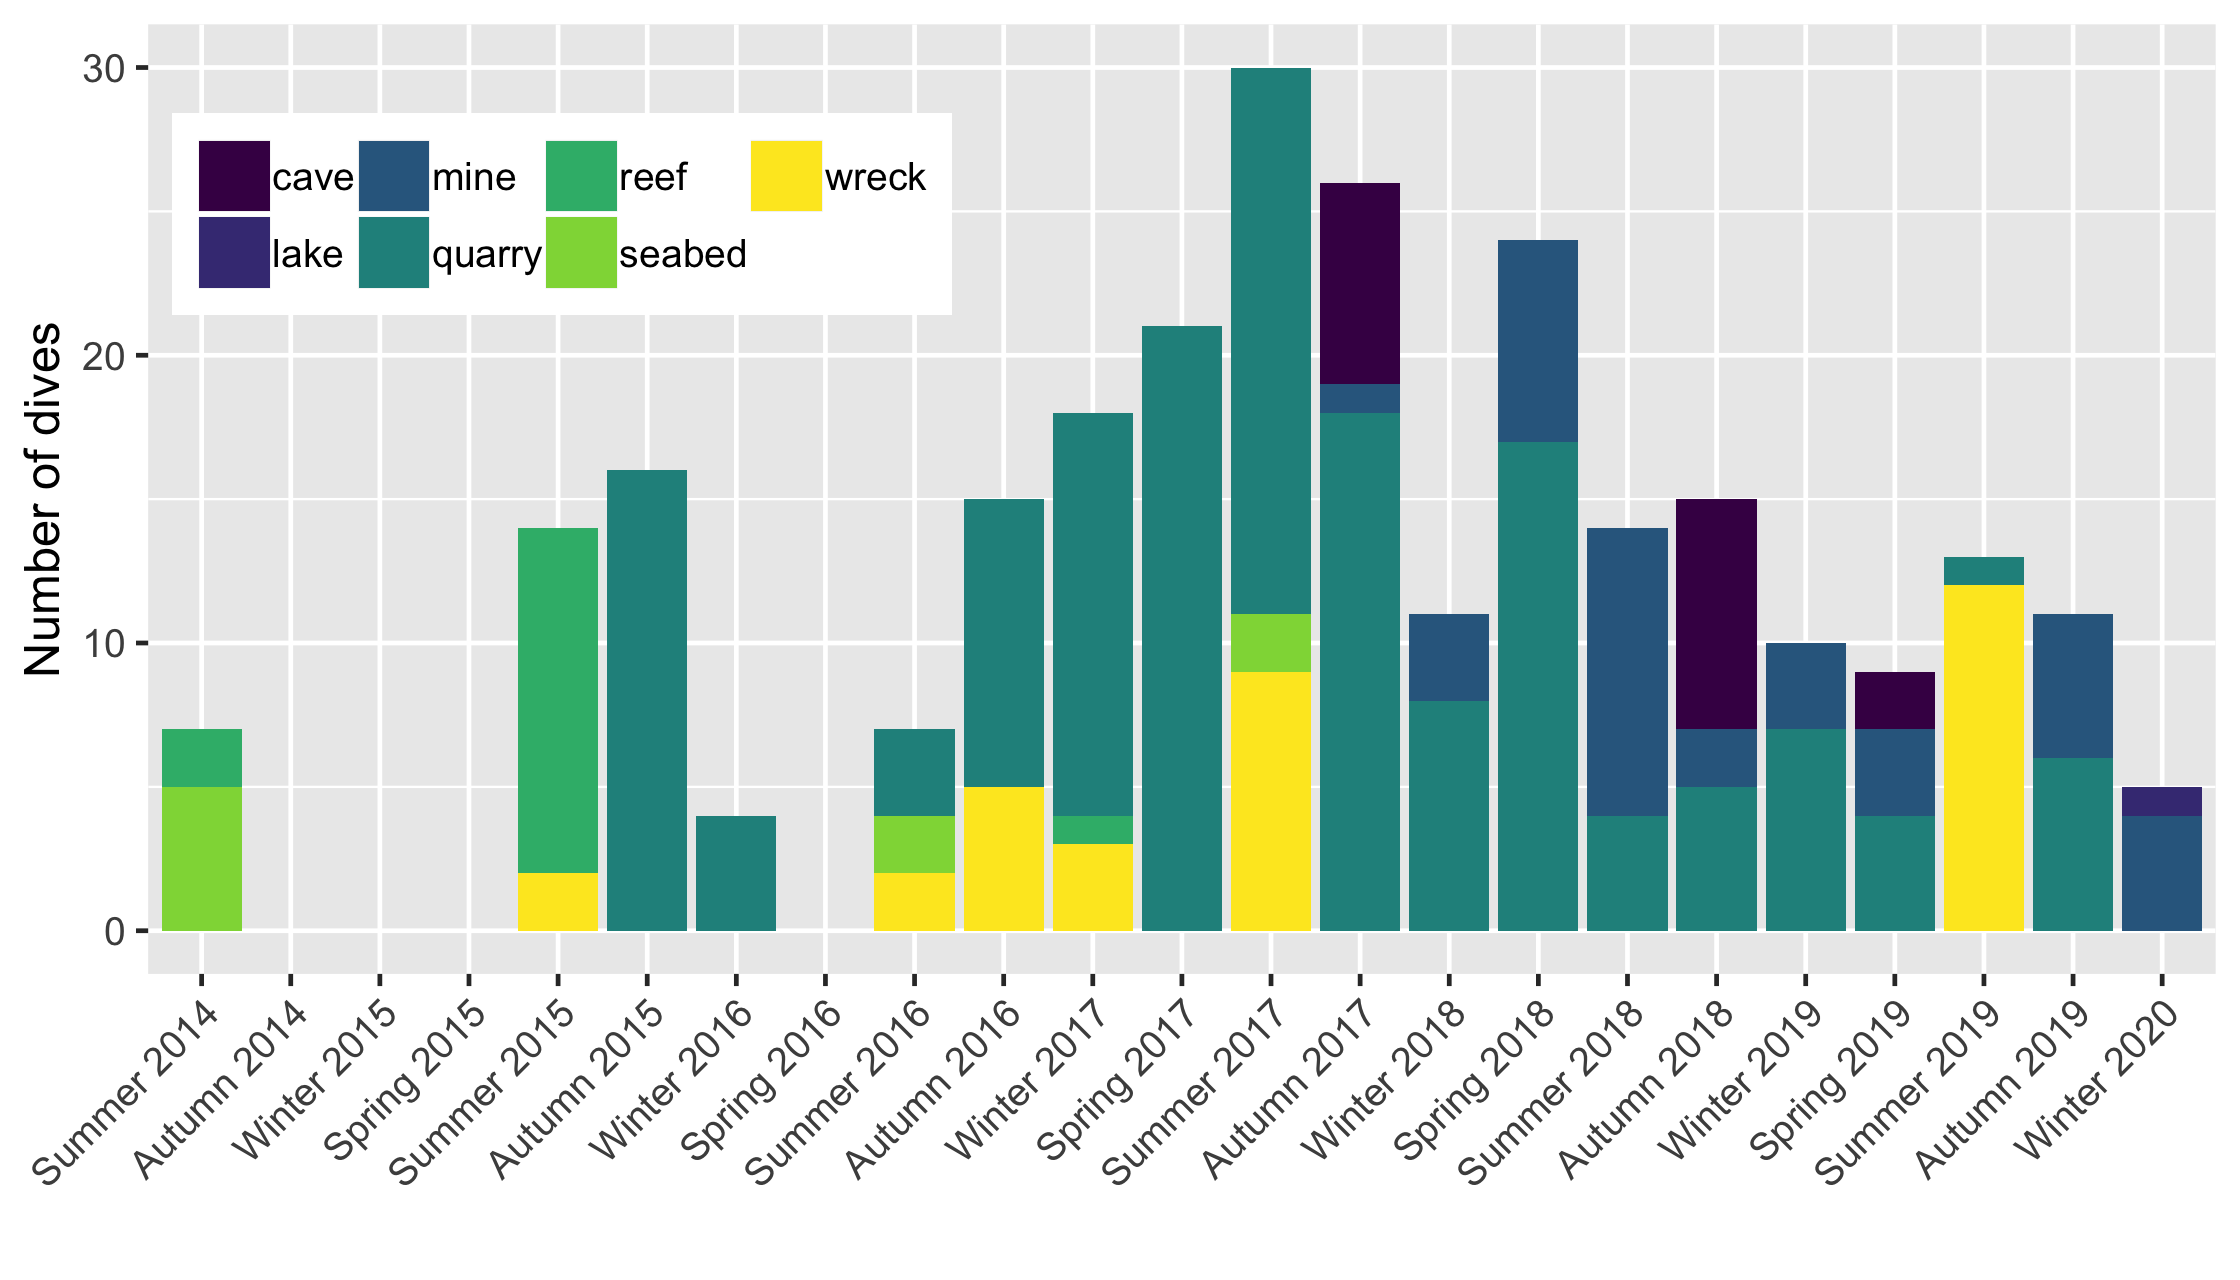 30
20
10
0
Number of dives
cave mine reef wreck
lake quarry seabed
Summer 2014
Autumn 2014
Winter 2015
Spring 2015
Summer 2015
Autumn 2015
Winter 2016
Spring 2016
Summer 2016
Autumn 2016
Winter 2017
Spring 2017
Summer 2017
Autumn 2017
Winter 2018
Spring 2018
Summer 2018
Autumn 2018
Winter 2019
Spring 2019
Summer 2019
Autumn 2019
Winter 2020